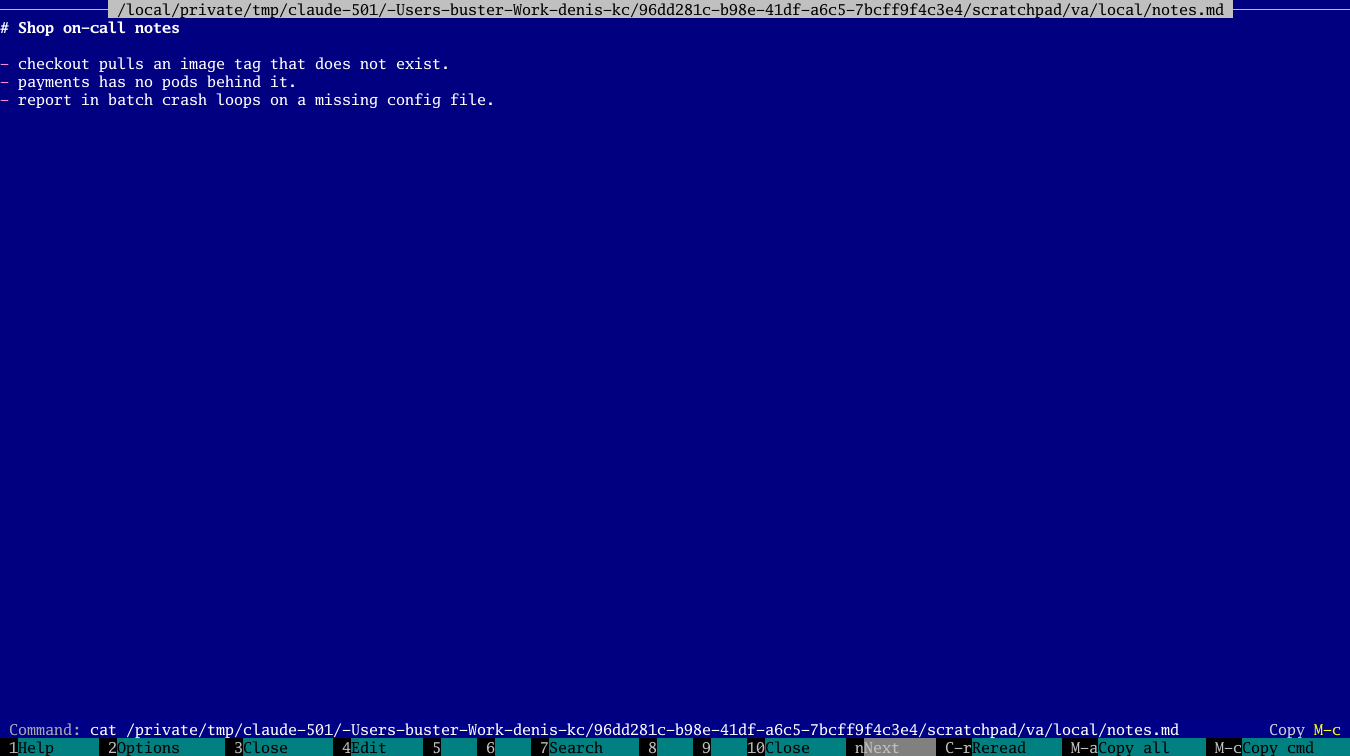 /local/private/tmp/claude-501/-Users-buster-Work-denis-kc/96dd281c-b98e-41df-a6c5-7bcff9f4c3e4/scratchpad/va/local/notes.md
# Shop on-call notes
- checkout pulls an image tag that does not exist.
- payments has no pods behind it.
- report in batch crash loops on a missing config file.
Command: cat /private/tmp/claude-501/-Users-buster-Work-denis-kc/96dd281c-b98e-41df-a6c5-7bcff9f4c3e4/scratchpad/va/local/notes.md Copy M-c
1Help 2Options 3Close 4Edit 5 6 7Search 8 9 10Close nNext C-rReread M-aCopy all M-cCopy cmd